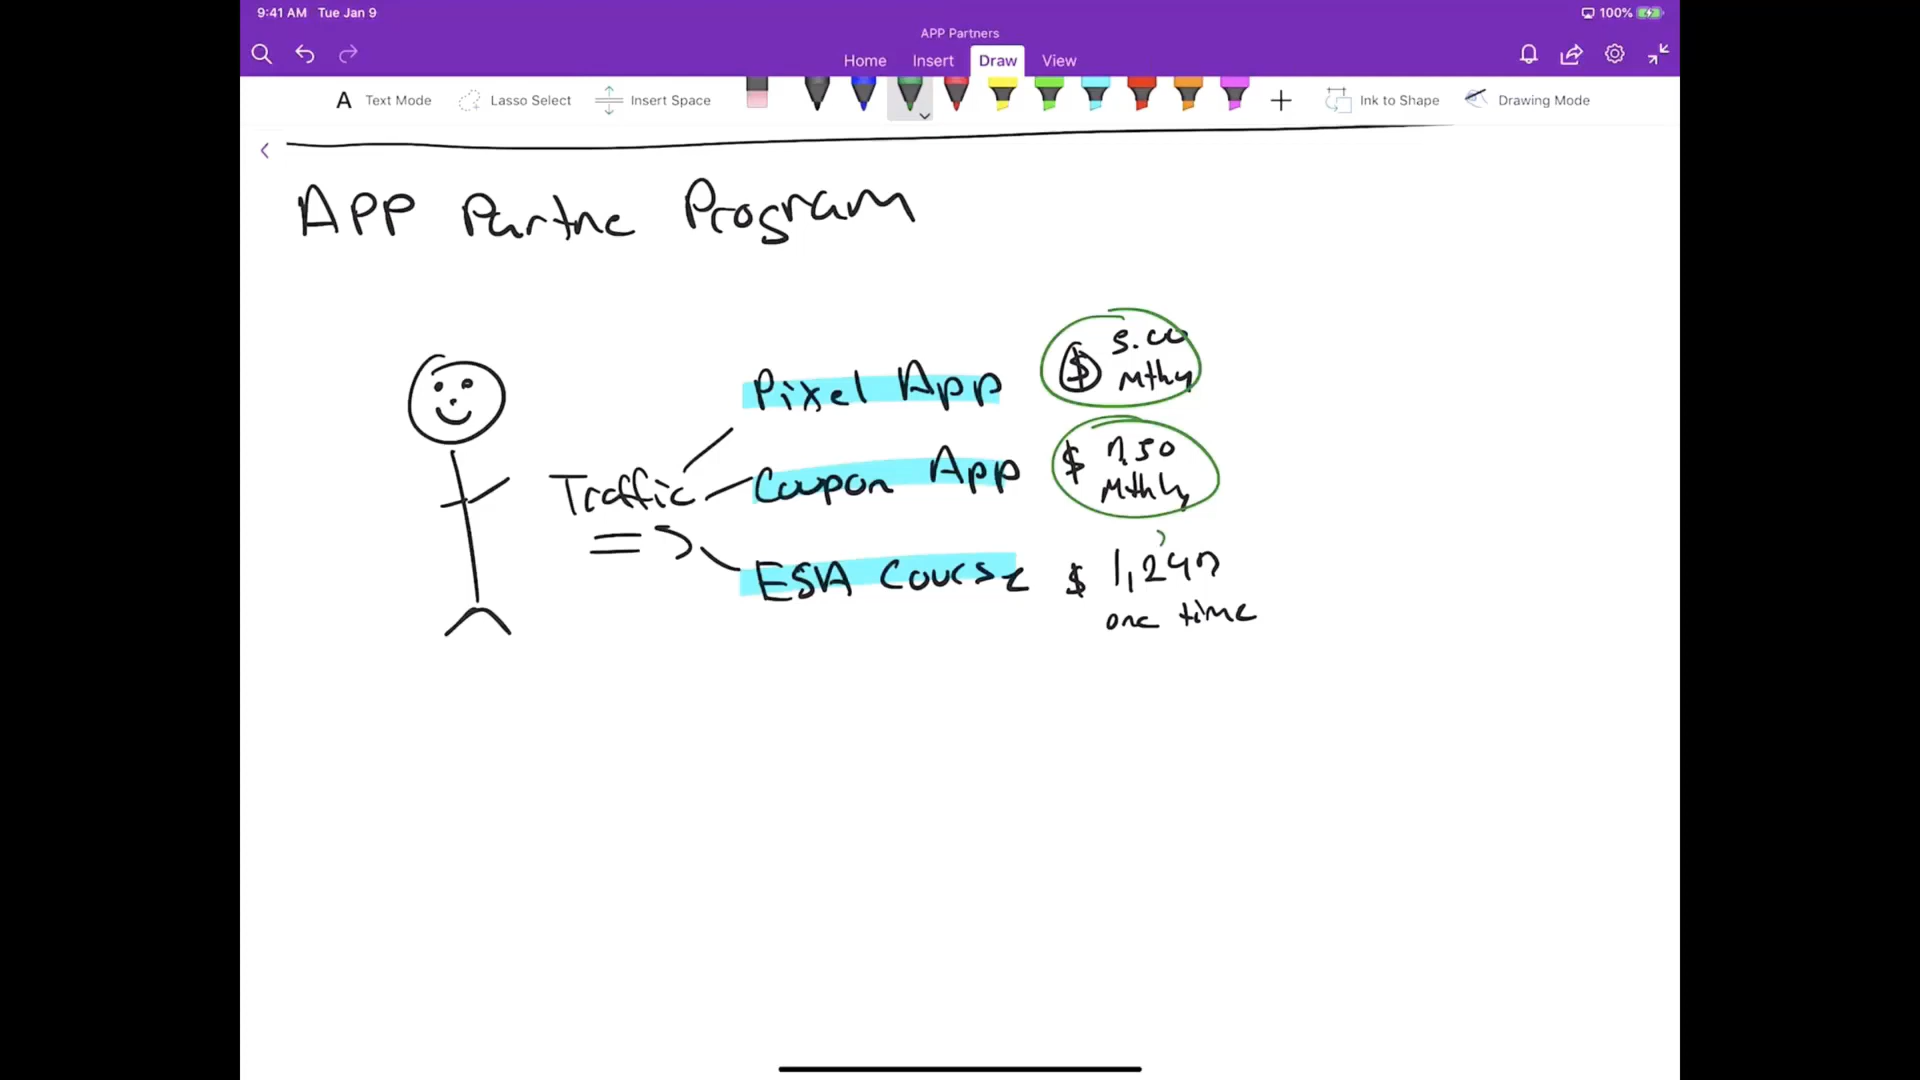 9:41 AM Tue Jan 9
100%
APP Partners
Home Insert Draw View
A Text Mode Lasso Select Insert Space Ink to Shape Drawing Mode
APP Partne Program
$ 5.00
Mthly
Pixel App
$ 7.50
Mthly
Coupon App
Traffic
ESA Course
$ 1,247
one time